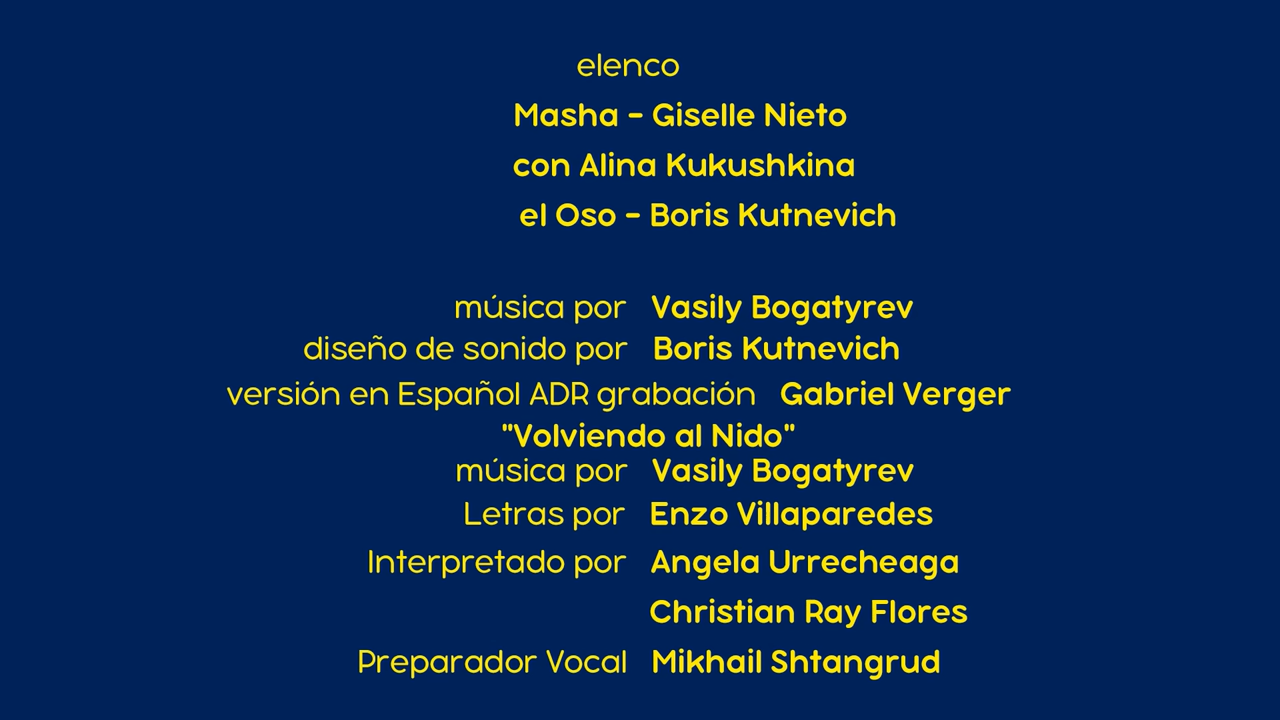 elenco
Masha - Giselle Nieto
con Alina Kukushkina
el Oso - Boris Kutnevich
música por Vasily Bogatyrev
diseño de sonido por Boris Kutnevich
versión en Español ADR grabación Gabriel Verger
"Volviendo al Nido"
música por Vasily Bogatyrev
Letras por Enzo Villaparedes
Interpretado por Angela Urrecheaga
Christian Ray Flores
Preparador Vocal Mikhail Shtangrud